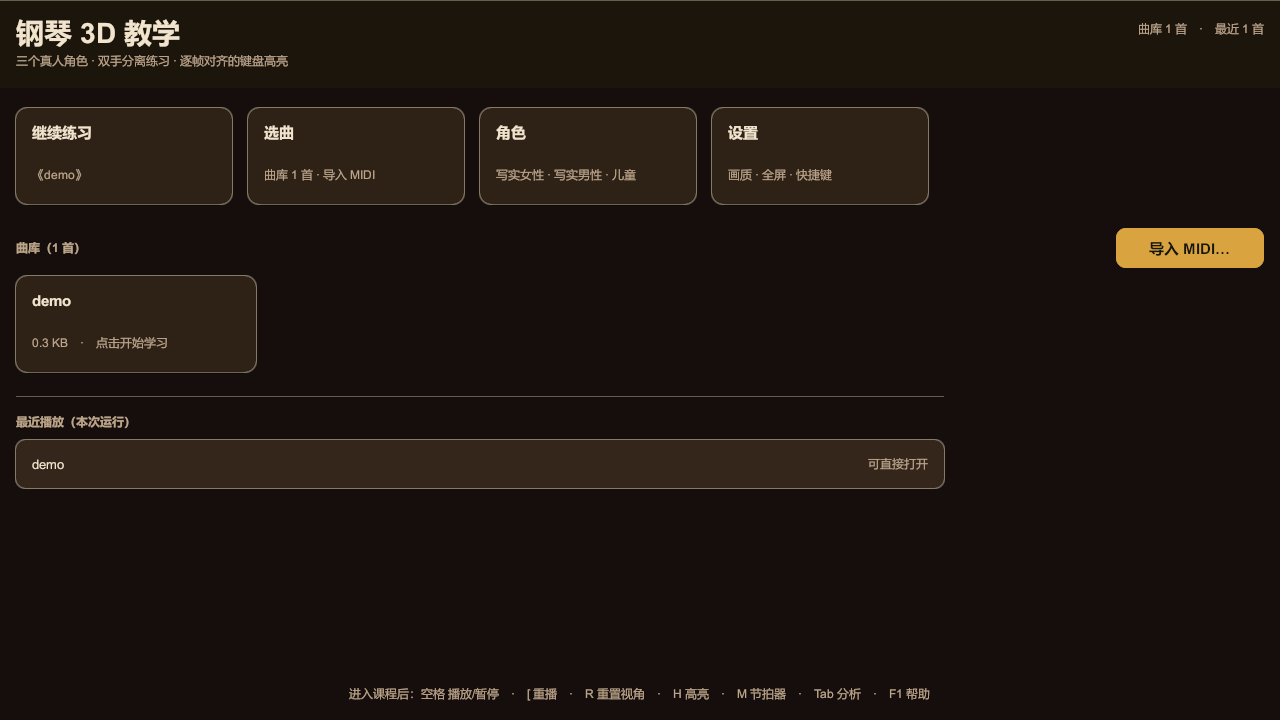 钢琴 3D 教学
曲库 1 首 · 最近 1 首
三个真人角色 · 双手分离练习 · 逐帧对齐的键盘高亮
继续练习
《demo》
选曲
曲库 1 首 · 导入 MIDI
角色
写实女性 · 写实男性 · 儿童
设置
画质 · 全屏 · 快捷键
曲库（1 首）
导入 MIDI...
demo
0.3 KB · 点击开始学习
最近播放（本次运行）
demo 可直接打开
进入课程后：空格 播放/暂停 · [ 重播 · R 重置视角 · H 高亮 · M 节拍器 · Tab 分析 · F1 帮助